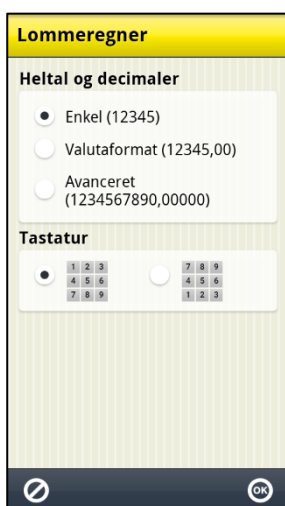 Lommeregner
Heltal og decimaler
Enkel (12345)
Valutaformat (12345,00)
Avanceret
(1234567890,00000)
Tastatur
1 2 3 7 8 9
4 5 6 4 5 6
7 8 9 1 2 3
OK